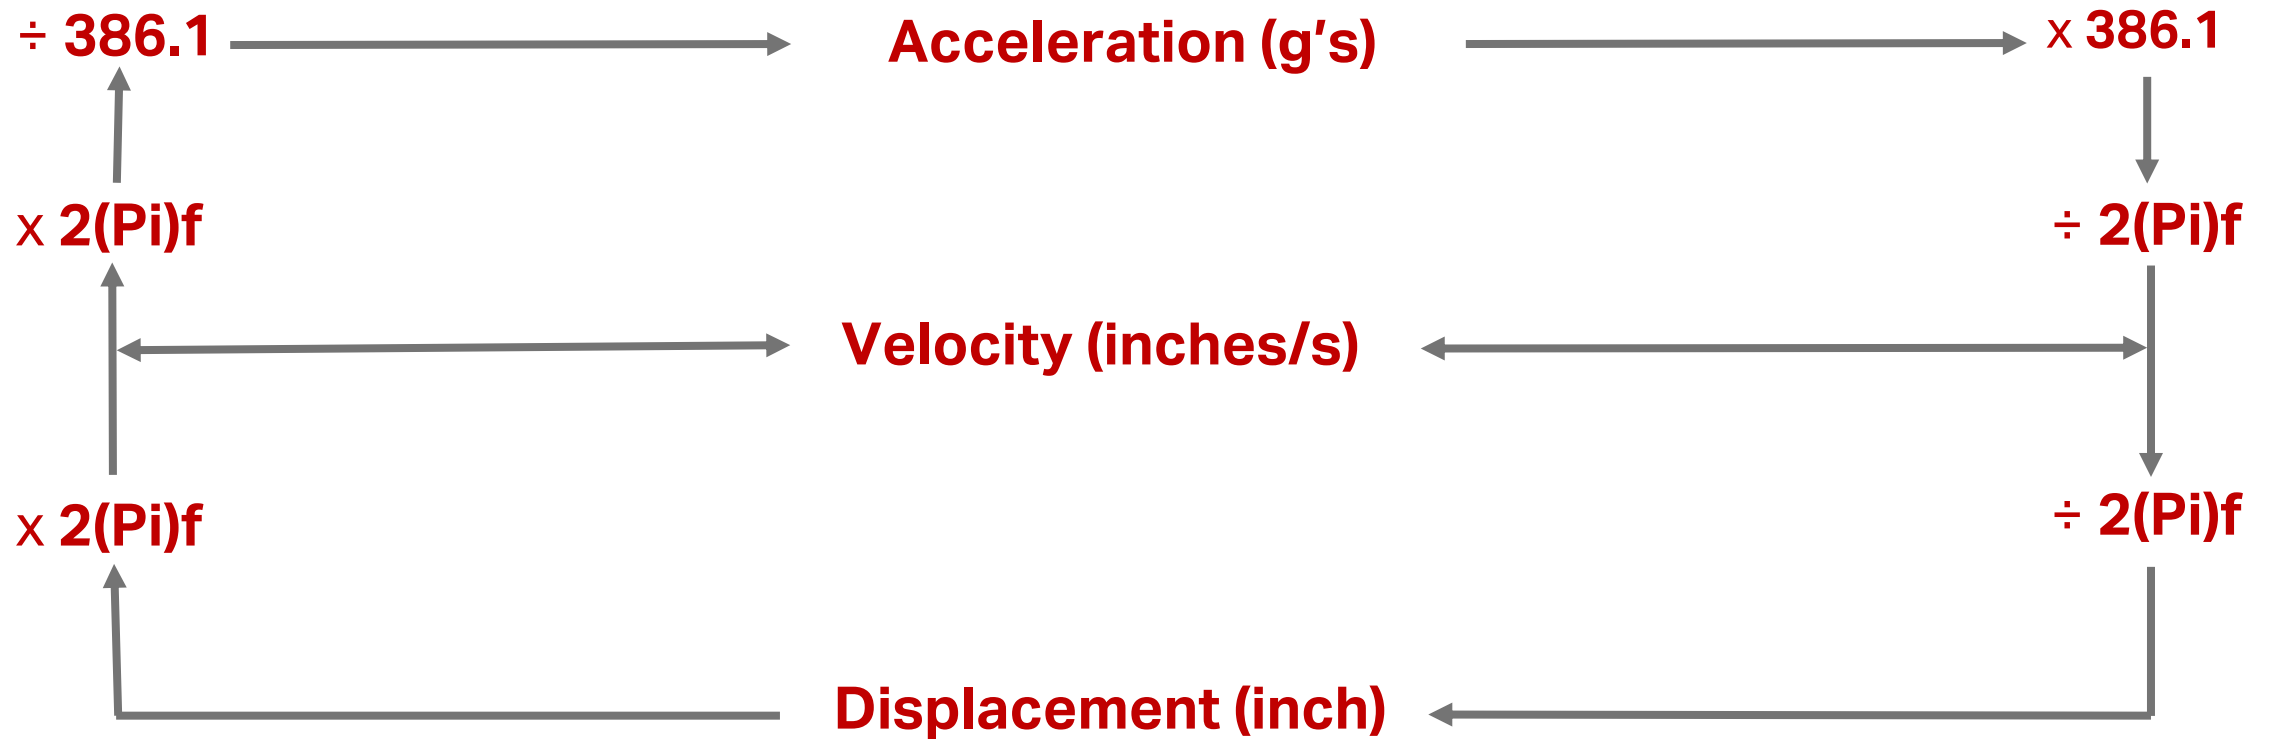 ÷ 386.1 Acceleration (g's) x 386.1
x 2(Pi)f ÷ 2(Pi)f
Velocity (inches/s)
x 2(Pi)f ÷ 2(Pi)f
Displacement (inch)